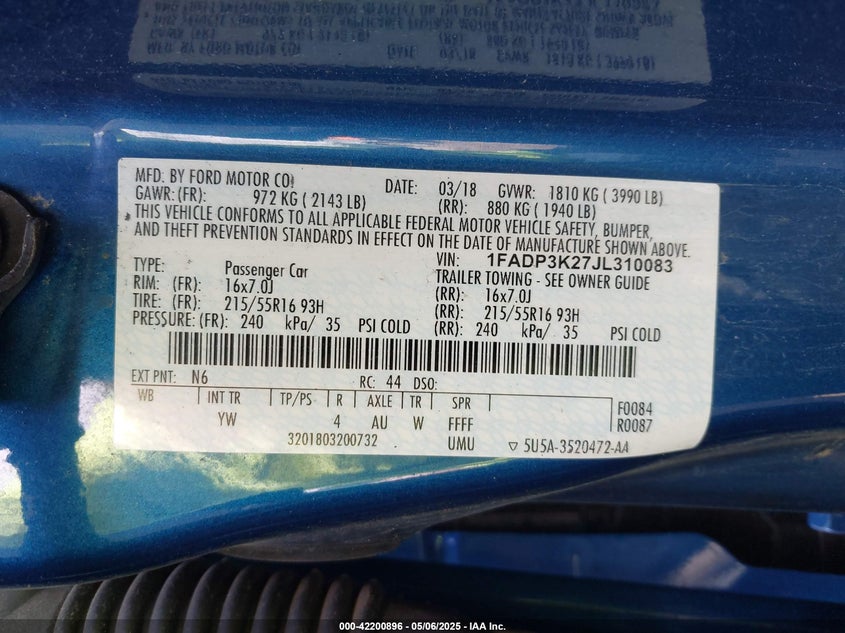 MFD. BY FORD MOTOR CO.
DATE: 03/18 GVWR: 1810 KG ( 3990 LB)
GAWR: (FR): 972 KG ( 2143 LB) (RR): 880 KG ( 1940 LB)
THIS VEHICLE CONFORMS TO ALL APPLICABLE FEDERAL MOTOR VEHICLE SAFETY, BUMPER,
AND THEFT PREVENTION STANDARDS IN EFFECT ON THE DATE OF MANUFACTURE SHOWN ABOVE.
VIN: 1FADP3K27JL310083
TYPE: Passenger Car TRAILER TOWING - SEE OWNER GUIDE
RIM: (FR): 16x7.0J (RR): 16x7.0J
TIRE: (FR): 215/55R16 93H (RR): 215/55R16 93H
PRESSURE: (FR): 240 kPa/ 35 PSI COLD (RR): 240 kPa/ 35 PSI COLD
EXT PNT: N6 RC: 44 DSO:
WB INT TR TP/PS R AXLE TR SPR F0084
YW 4 AU W FFFF R0087
3201803200732 UMU ▽ 5U5A-3520472-AA
000-42200896 - 05/06/2025 - IAA Inc.